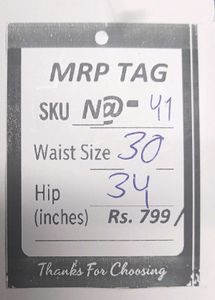 MRP TAG
SKU N@-41
Waist Size 30
Hip 34
(inches) Rs. 799/
Thanks For Choosing